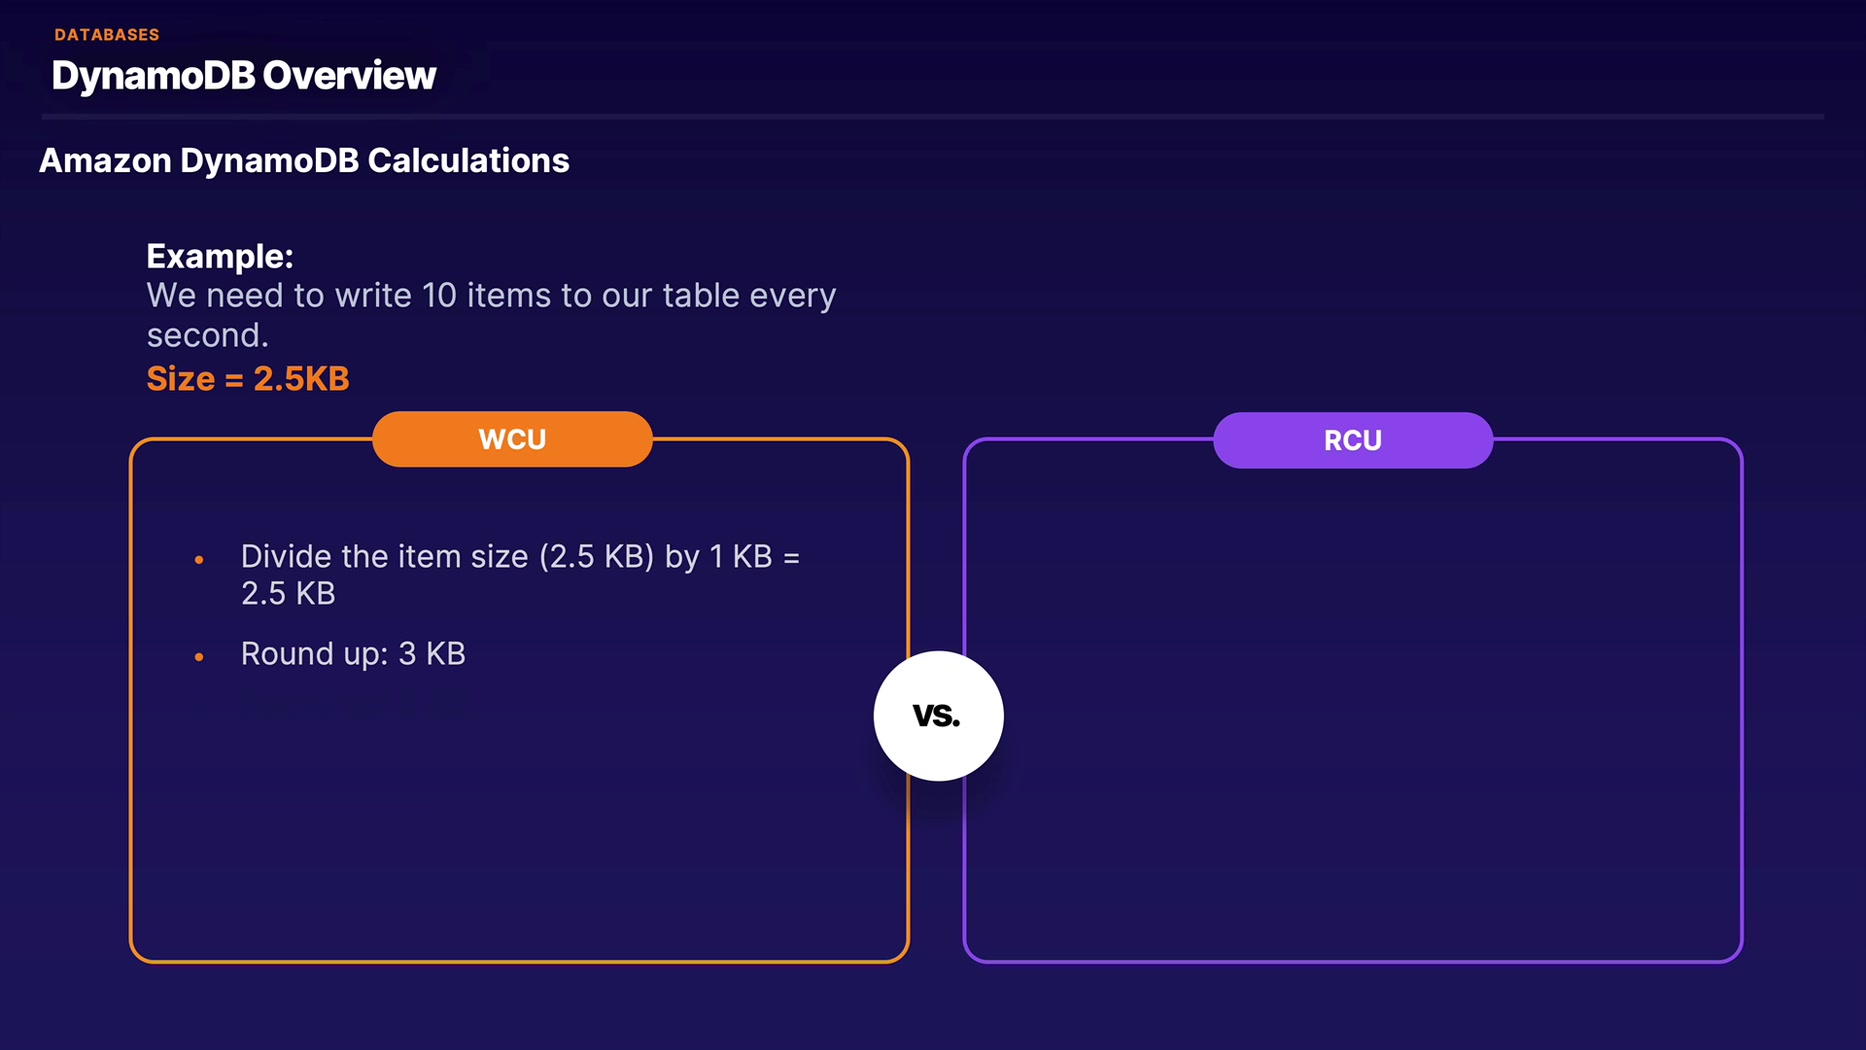 DATABASES
DynamoDB Overview
Amazon DynamoDB Calculations
Example:
We need to write 10 items to our table every
second.
Size = 2.5KB
WCU
• Divide the item size (2.5 KB) by 1 KB =
2.5 KB
• Round up: 3 KB
VS.
RCU